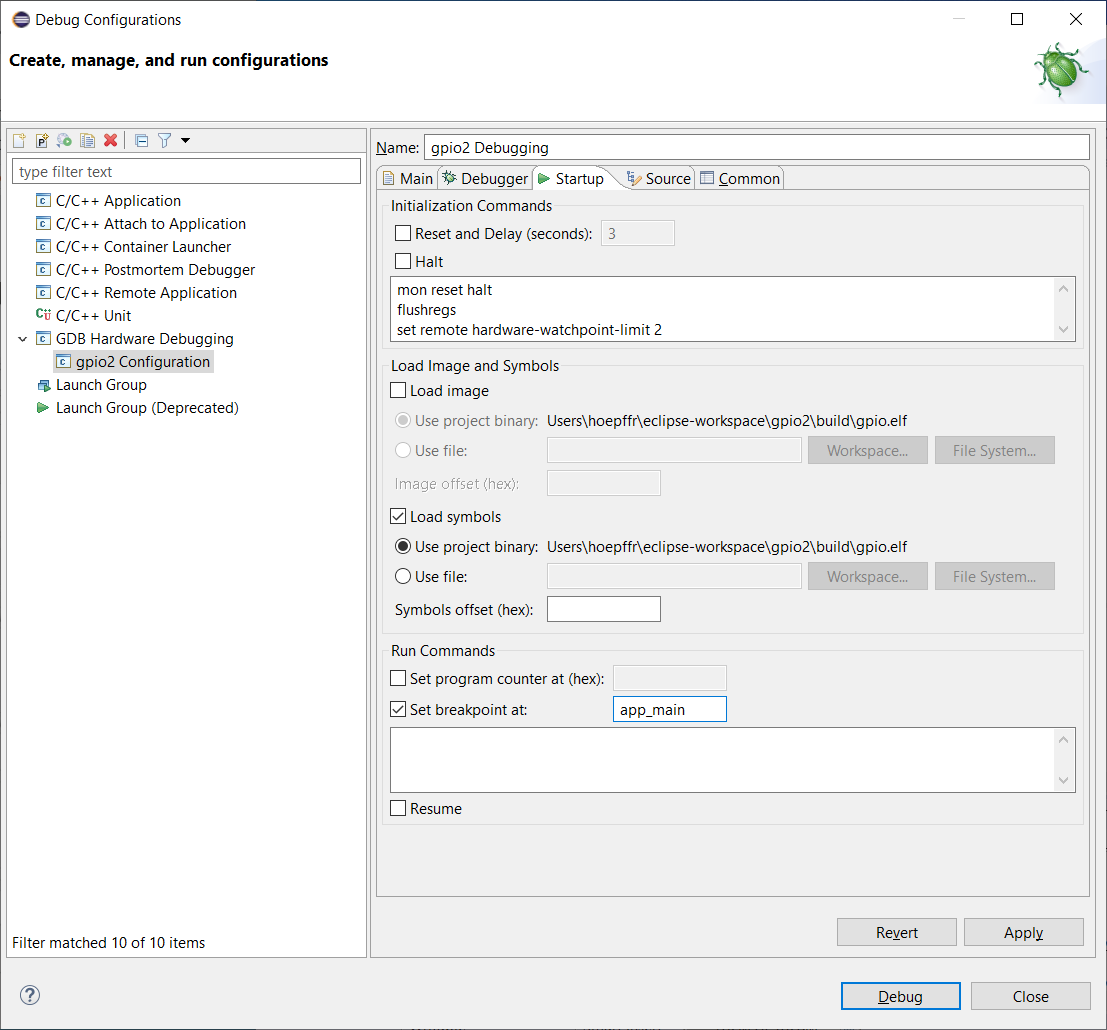 Debug Configurations
Create, manage, and run configurations
type filter text
C/C++ Application
C/C++ Attach to Application
C/C++ Container Launcher
C/C++ Postmortem Debugger
C/C++ Remote Application
C/C++ Unit
GDB Hardware Debugging
gpio2 Configuration
Launch Group
Launch Group (Deprecated)
Filter matched 10 of 10 items
Name: gpio2 Debugging
Main Debugger Startup Source Common
Initialization Commands
Reset and Delay (seconds): 3
Halt
mon reset halt
flushregs
set remote hardware-watchpoint-limit 2
Load Image and Symbols
Load image
Use project binary: Users\hoepffr\eclipse-workspace\gpio2\build\gpio.elf
Use file: Workspace... File System...
Image offset (hex):
Load symbols
Use project binary: Users\hoepffr\eclipse-workspace\gpio2\build\gpio.elf
Use file: Workspace... File System...
Symbols offset (hex):
Run Commands
Set program counter at (hex):
Set breakpoint at: app_main
Resume
Revert Apply
Debug Close